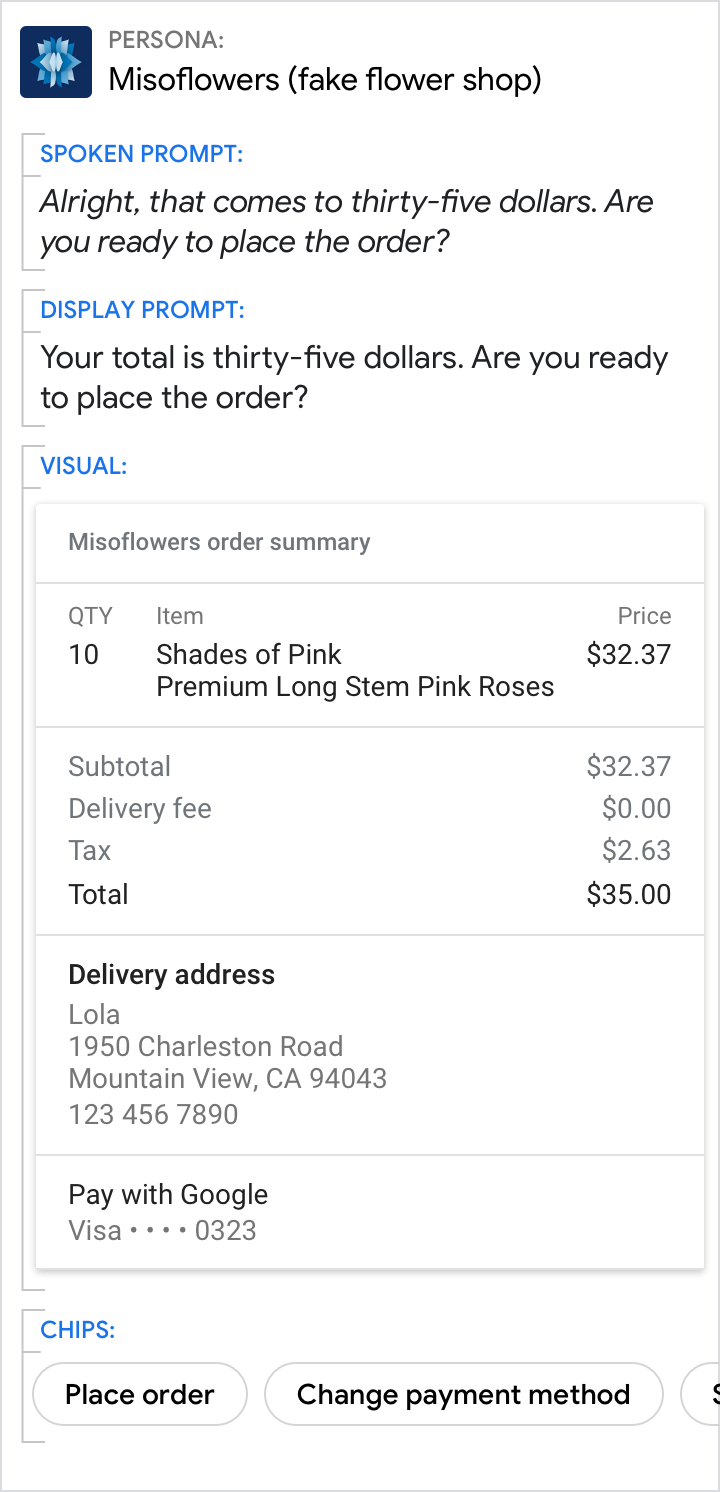 PERSONA:
Misoflowers (fake flower shop)
SPOKEN PROMPT:
Alright, that comes to thirty-five dollars. Are
you ready to place the order?
DISPLAY PROMPT:
Your total is thirty-five dollars. Are you ready
to place the order?
VISUAL:
Misoflowers order summary
QTY Item Price
10 Shades of Pink $32.37
Premium Long Stem Pink Roses
Subtotal $32.37
Delivery fee $0.00
Tax $2.63
Total $35.00
Delivery address
Lola
1950 Charleston Road
Mountain View, CA 94043
123 456 7890
Pay with Google
Visa • • • • 0323
CHIPS:
Place order Change payment method